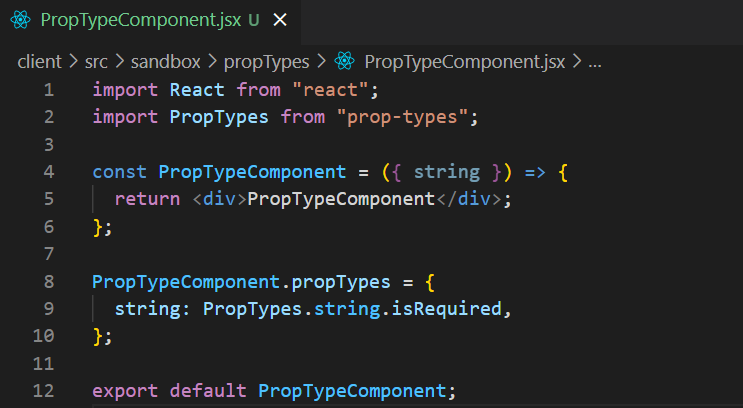 PropTypeComponent.jsx U ×
client > src > sandbox > propTypes > PropTypeComponent.jsx > ...
1 import React from "react";
2 import PropTypes from "prop-types";
3
4 const PropTypeComponent = ({ string }) => {
5   return <div>PropTypeComponent</div>;
6 };
7
8 PropTypeComponent.propTypes = {
9   string: PropTypes.string.isRequired,
10 };
11
12 export default PropTypeComponent;